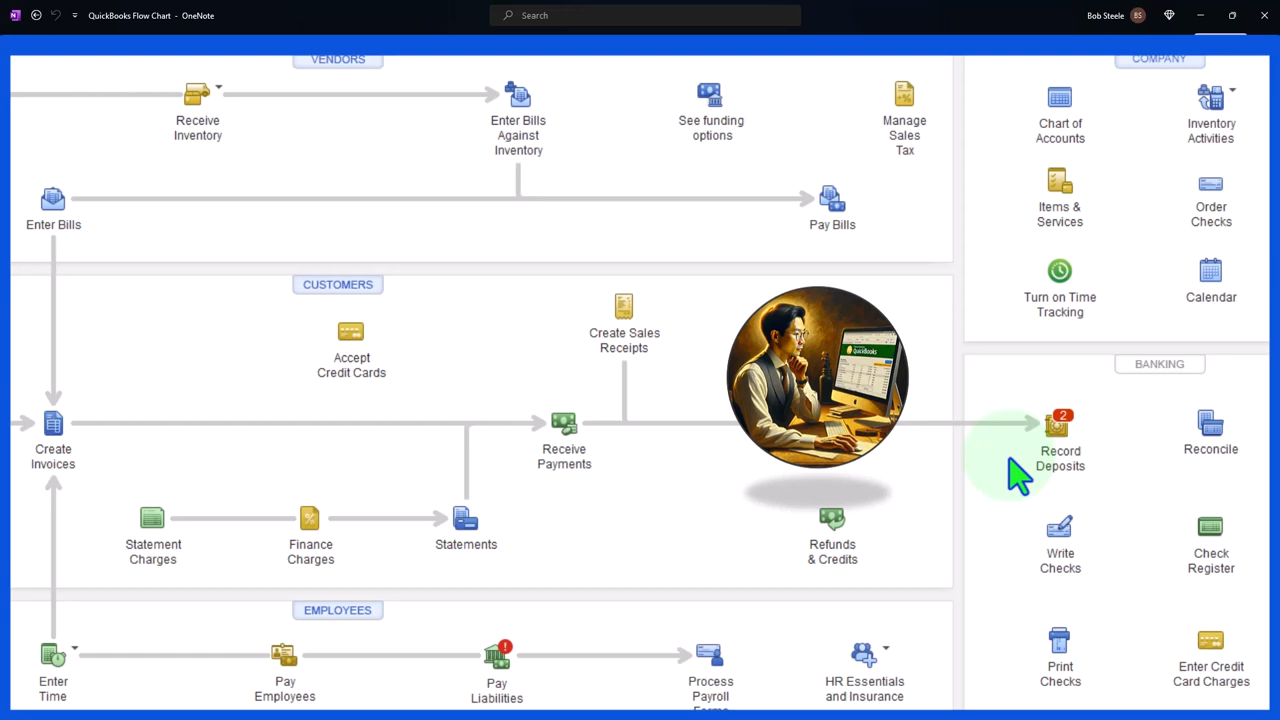 QuickBooks Flow Chart - OneNote
Search
Bob Steele
BS
VENDORS
COMPANY
Receive
Inventory
Enter Bills
Against
Inventory
See funding
options
Manage
Sales
Tax
Chart of
Accounts
Inventory
Activities
Enter Bills
Pay Bills
Items &
Services
Order
Checks
Turn on Time
Tracking
Calendar
CUSTOMERS
Accept
Credit Cards
Create Sales
Receipts
QuickBooks
BANKING
Create
Invoices
Receive
Payments
2
Record
Deposits
Reconcile
Statement
Charges
Finance
Charges
Statements
Refunds
& Credits
Write
Checks
Check
Register
EMPLOYEES
Enter
Time
Pay
Employees
Pay
Liabilities
Process
Payroll
Forms
HR Essentials
and Insurance
Print
Checks
Enter Credit
Card Charges